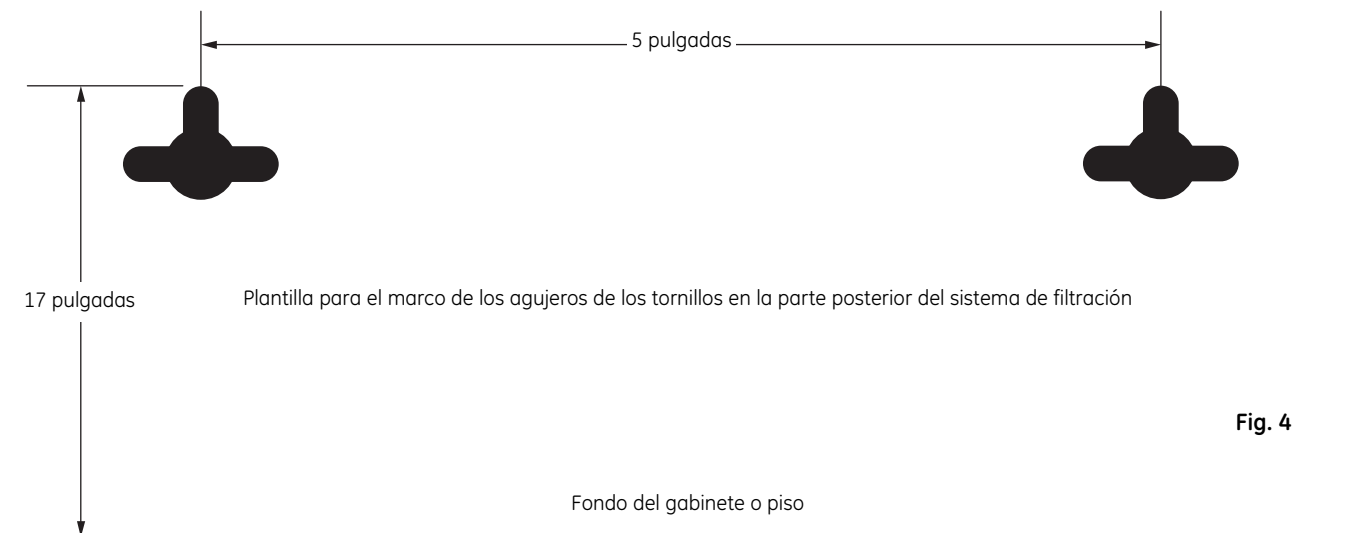 5 pulgadas
17 pulgadas
Plantilla para el marco de los agujeros de los tornillos en la parte posterior del sistema de filtración
Fig. 4
Fondo del gabinete o piso